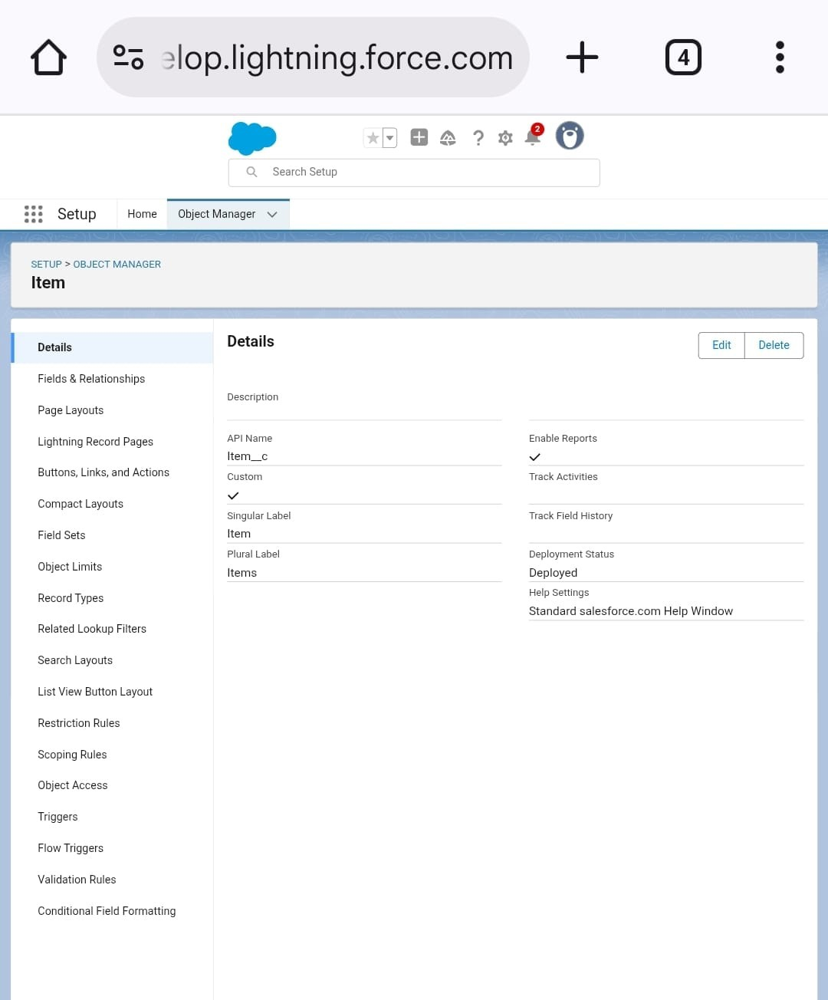 elop.lightning.force.com
4
2
Search Setup
Setup
Home
Object Manager
SETUP > OBJECT MANAGER
Item
Details
Fields & Relationships
Page Layouts
Lightning Record Pages
Buttons, Links, and Actions
Compact Layouts
Field Sets
Object Limits
Record Types
Related Lookup Filters
Search Layouts
List View Button Layout
Restriction Rules
Scoping Rules
Object Access
Triggers
Flow Triggers
Validation Rules
Conditional Field Formatting
Details
Edit
Delete
Description
API Name
Item__c
Custom
Singular Label
Item
Plural Label
Items
Enable Reports
Track Activities
Track Field History
Deployment Status
Deployed
Help Settings
Standard salesforce.com Help Window